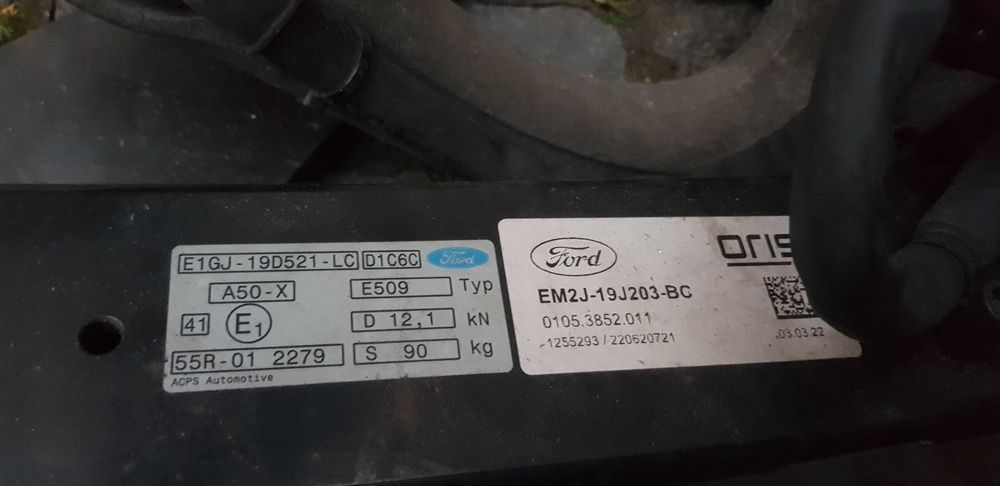 E1GJ-19D521-LC D1C6C Ford
A50-X E509 Typ
41 E1 D 12,1 kN
55R-01 2279 S 90 kg
ACPS Automotive
Ford ORIS
EM2J-19J203-BC
0105.3852.011
1255293 / 220620721 03.03.22